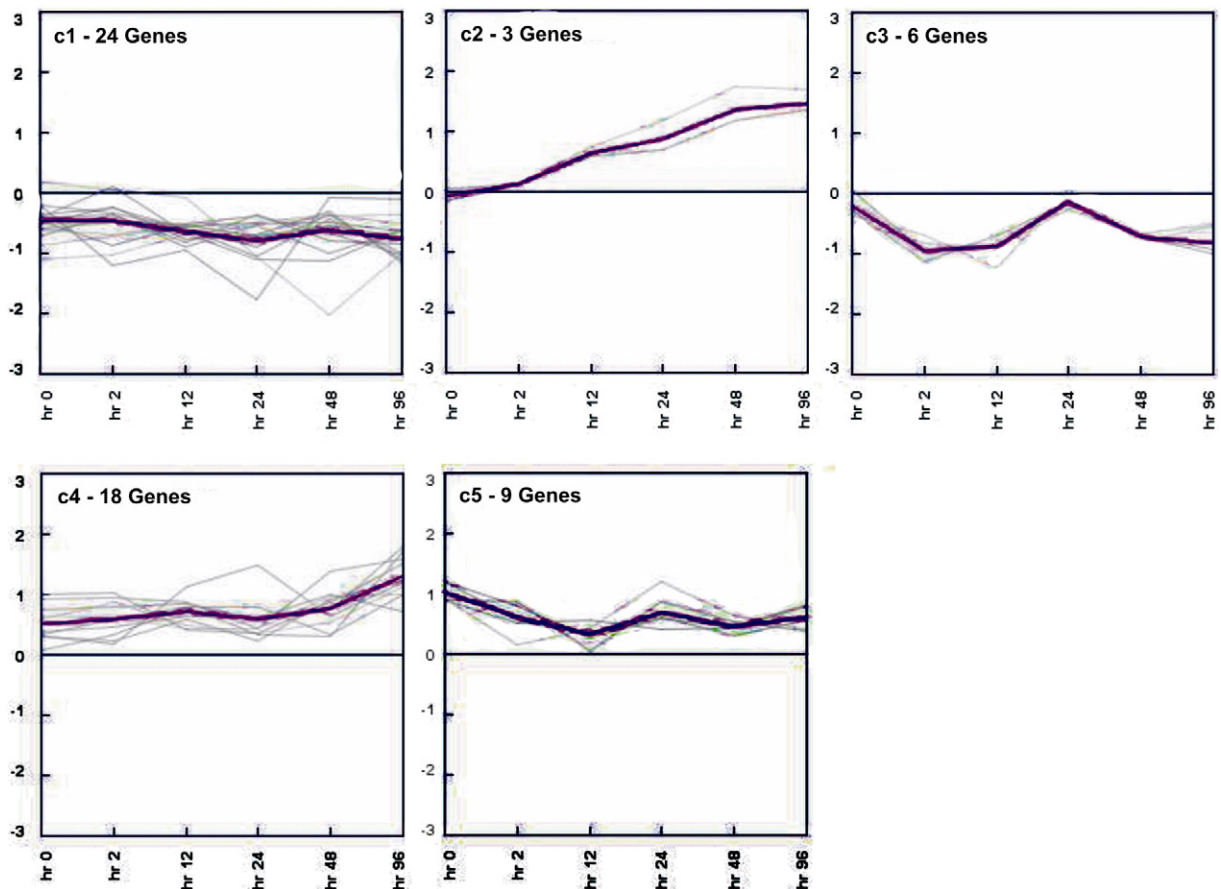 c1 - 24 Genes
3
2
1
0
-1
-2
-3
hr 0
hr 2
hr 12
hr 24
hr 48
hr 96
c2 - 3 Genes
3
2
1
0
-1
-2
-3
hr 0
hr 2
hr 12
hr 24
hr 48
hr 96
c3 - 6 Genes
3
2
1
0
-1
-2
-3
hr 0
hr 2
hr 12
hr 24
hr 48
hr 96
c4 - 18 Genes
3
2
1
0
-1
-2
-3
hr 0
hr 2
hr 12
hr 24
hr 48
hr 96
c5 - 9 Genes
3
2
1
0
-1
-2
-3
hr 0
hr 2
hr 12
hr 24
hr 48
hr 96